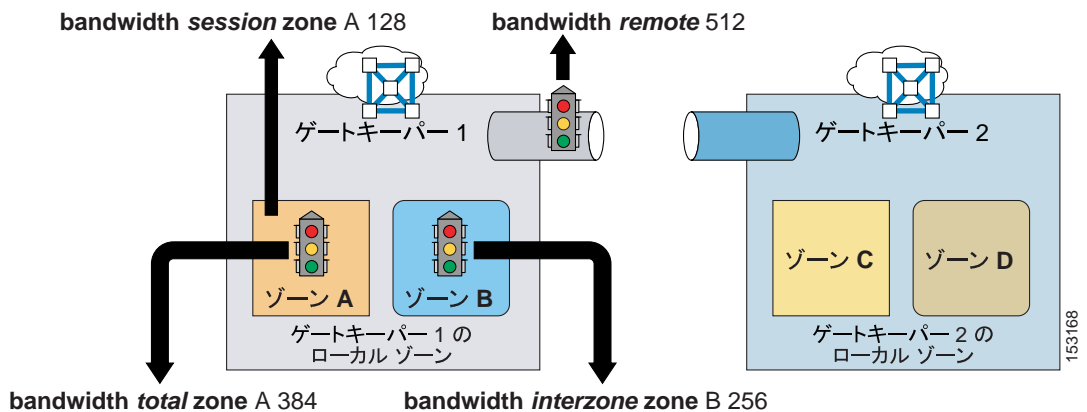 bandwidth session zone A 128
bandwidth remote 512
ゲートキーパー 1
ゲートキーパー 2
ゾーン A
ゾーン B
ゾーン C
ゾーン D
ゲートキーパー 1 の
ローカル ゾーン
ゲートキーパー 2 の
ローカル ゾーン
153168
bandwidth total zone A 384
bandwidth interzone zone B 256